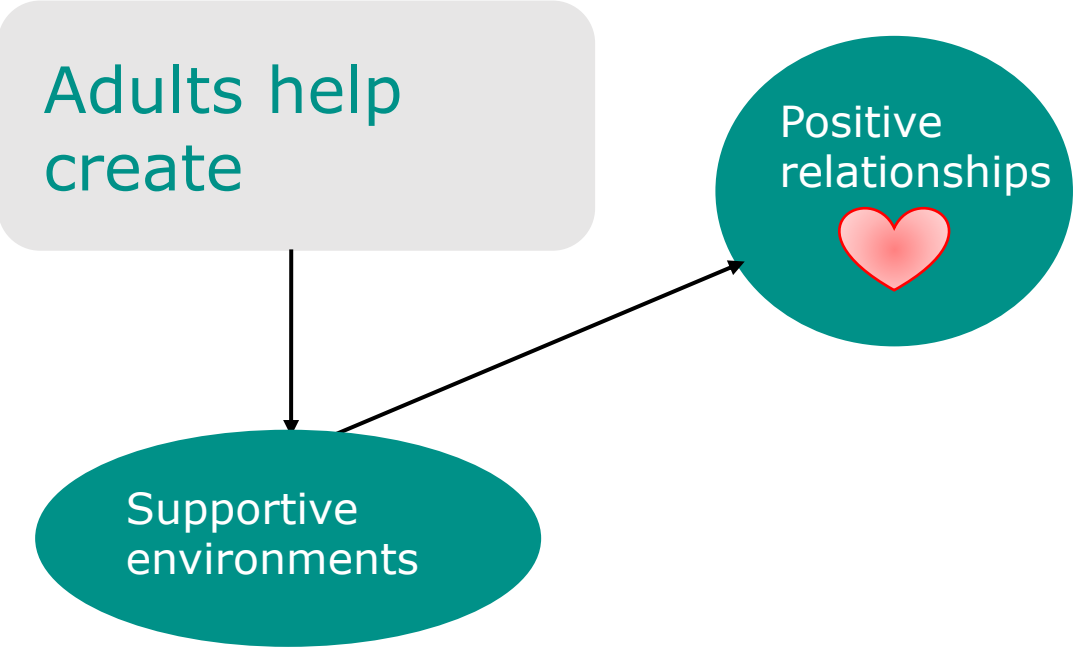 Adults help
create
Positive
relationships
Supportive
environments